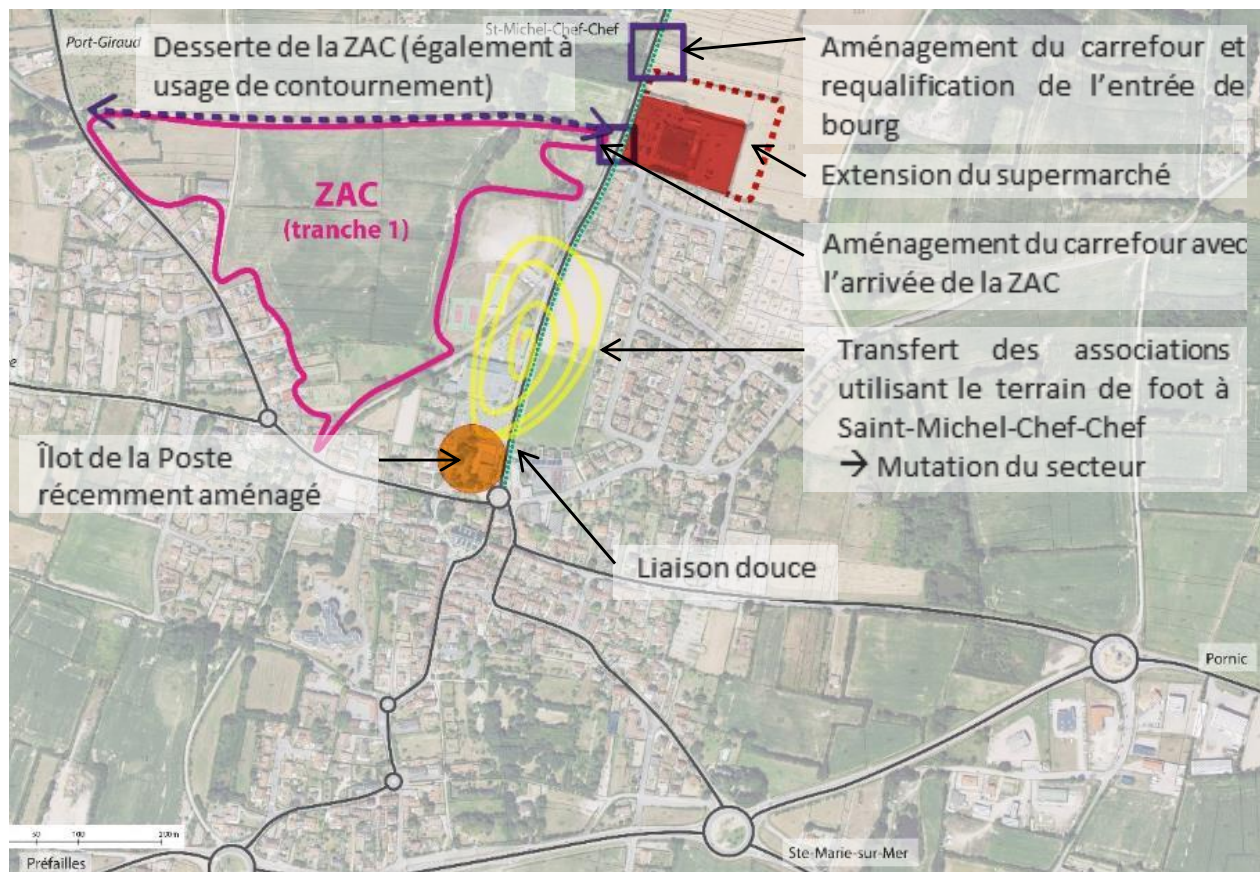 St-Michel-Chef-Chef
Port-Giraud
Desserte de la ZAC (également à
usage de contournement)
Aménagement du carrefour et
requalification de l'entrée de
bourg
Extension du supermarché
ZAC
(tranche 1)
Aménagement du carrefour avec
l'arrivée de la ZAC
Transfert des associations
utilisant le terrain de foot à
Saint-Michel-Chef-Chef
→ Mutation du secteur
Îlot de la Poste
récemment aménagé
Liaison douce
Pornic
50 100 200 m
Ste-Marie-sur-Mer
Préfailles